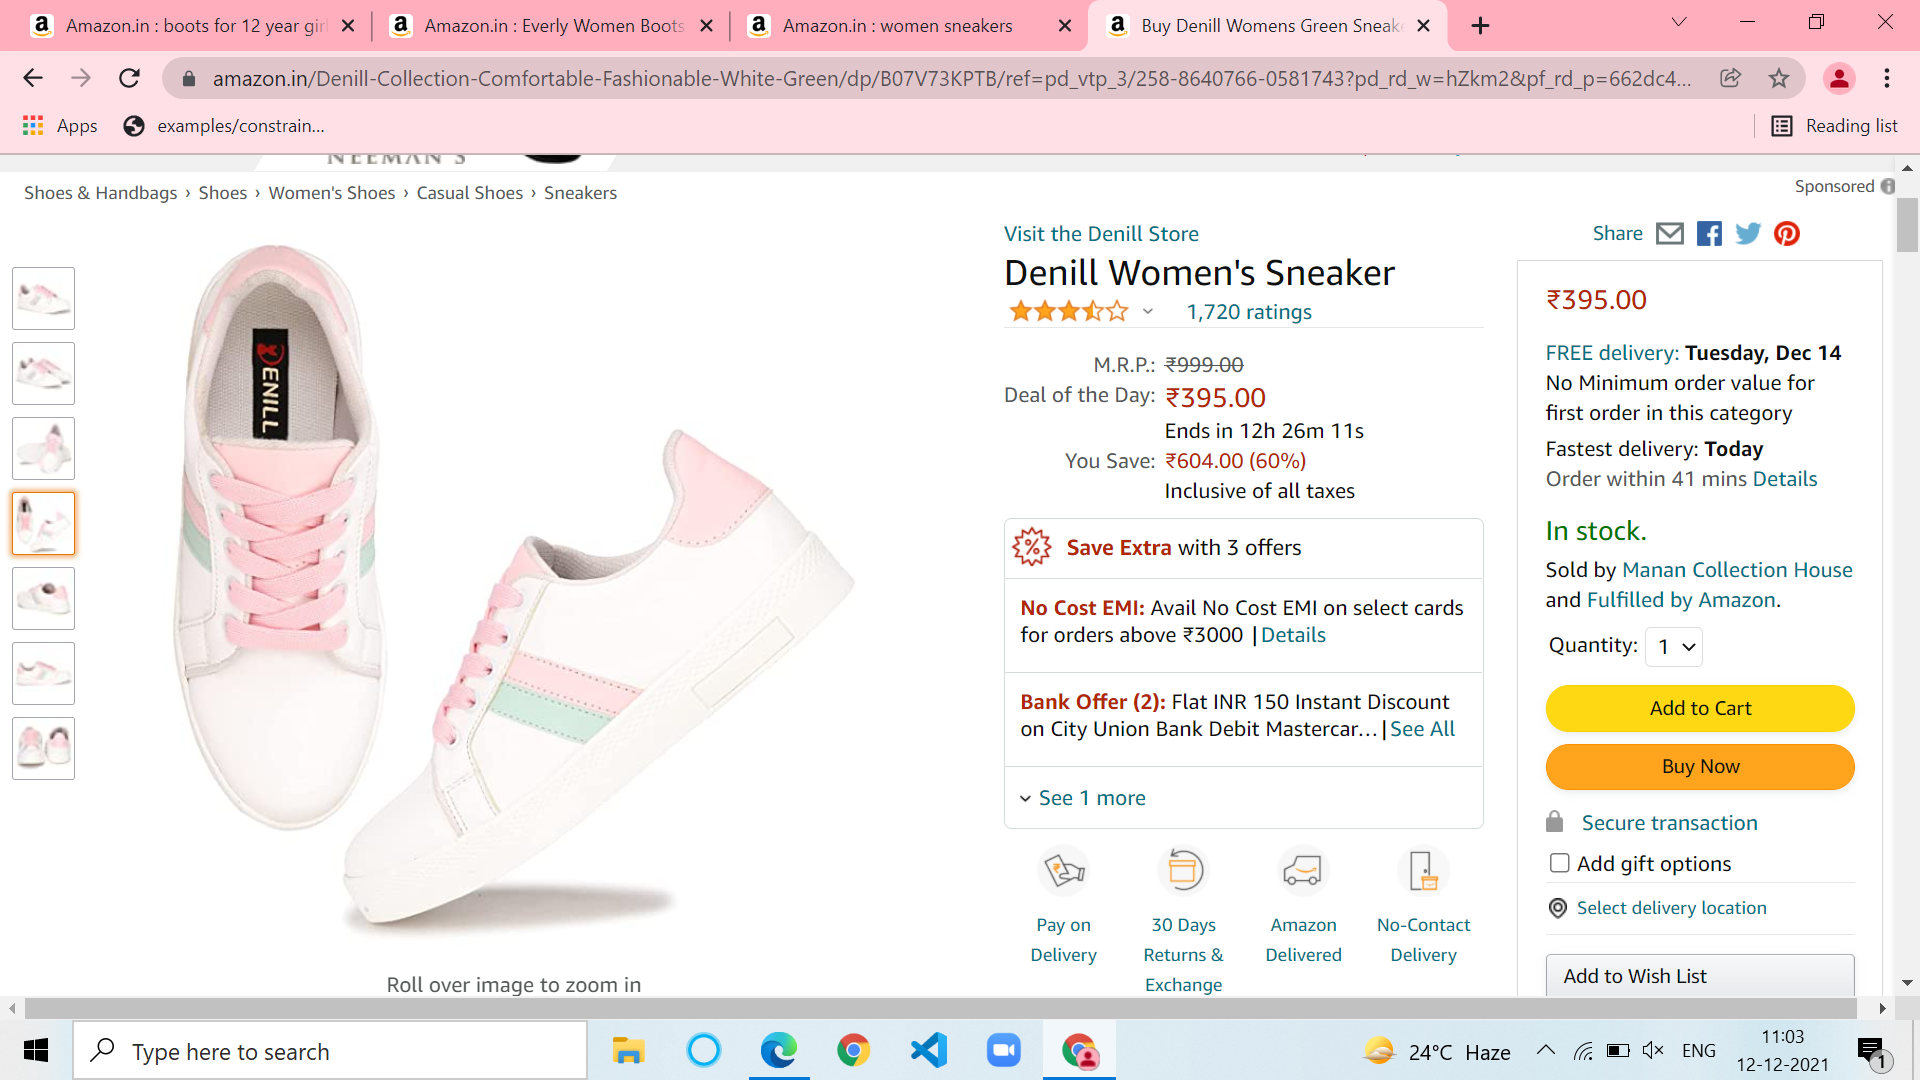 Amazon.in : boots for 12 year girl
Amazon.in : Everly Women Boots
Amazon.in : women sneakers
Buy Denill Womens Green Sneake
amazon.in/Denill-Collection-Comfortable-Fashionable-White-Green/dp/B07V73KPTB/ref=pd_vtp_3/258-8640766-0581743?pd_rd_w=hZkm2&pf_rd_p=662dc4...
Apps
examples/constrain...
Reading list
NEEMAN'S
Shoes & Handbags › Shoes › Women's Shoes › Casual Shoes › Sneakers
Sponsored
DENILL
Roll over image to zoom in
Visit the Denill Store
Denill Women's Sneaker
1,720 ratings
M.R.P.: ₹999.00
Deal of the Day: ₹395.00
Ends in 12h 26m 11s
You Save: ₹604.00 (60%)
Inclusive of all taxes
Save Extra with 3 offers
No Cost EMI: Avail No Cost EMI on select cards
for orders above ₹3000 | Details
Bank Offer (2): Flat INR 150 Instant Discount
on City Union Bank Debit Mastercar... | See All
See 1 more
Pay on
Delivery
30 Days
Returns &
Exchange
Amazon
Delivered
No-Contact
Delivery
Share
₹395.00
FREE delivery: Tuesday, Dec 14
No Minimum order value for
first order in this category
Fastest delivery: Today
Order within 41 mins Details
In stock.
Sold by Manan Collection House
and Fulfilled by Amazon.
Quantity: 1
Add to Cart
Buy Now
Secure transaction
Add gift options
Select delivery location
Add to Wish List
Type here to search
24°C Haze
ENG
11:03
12-12-2021
1